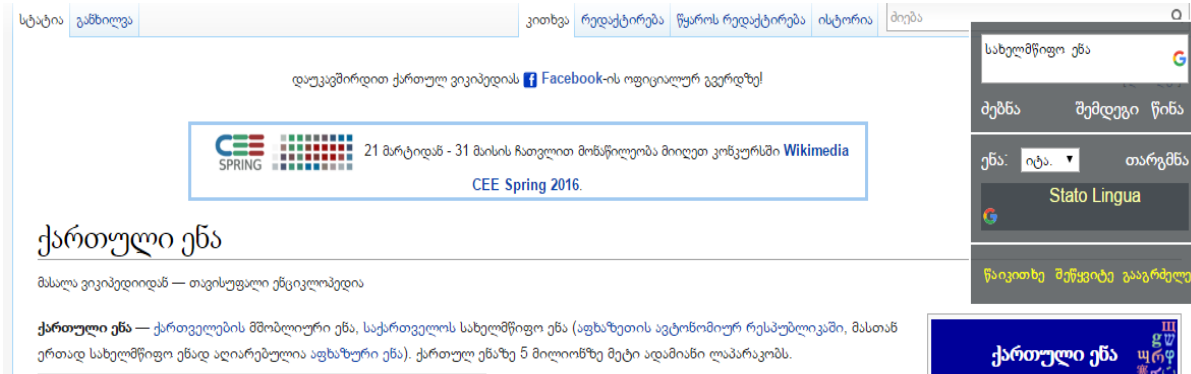 სტატია განხილვა კითხვა რედაქტირება წყაროს რედაქტირება ისტორია ძიება
დაუკავშირდით ქართულ ვიკიპედიას Facebook-ის ოფიციალურ გვერდზე!
CEE SPRING
21 მარტიდან - 31 მაისის ჩათვლით მონაწილეობა მიიღეთ კონკურსში Wikimedia
CEE Spring 2016.
ქართული ენა
მასალა ვიკიპედიიდან — თავისუფალი ენციკლოპედია
ქართული ენა — ქართველების მშობლიური ენა, საქართველოს სახელმწიფო ენა (აფხაზეთის ავტონომიურ რესპუბლიკაში, მასთან
ერთად სახელმწიფო ენად აღიარებულია აფხაზური ენა). ქართულ ენაზე 5 მილიონზე მეტი ადამიანი ლაპარაკობს.
სახელმწიფო ენა
ძებნა შემდეგი წინა
ენა: იტა. თარგმნა
Stato Lingua
წაიკითხე შეწყვიტე გააგრძელე
ქართული ენა